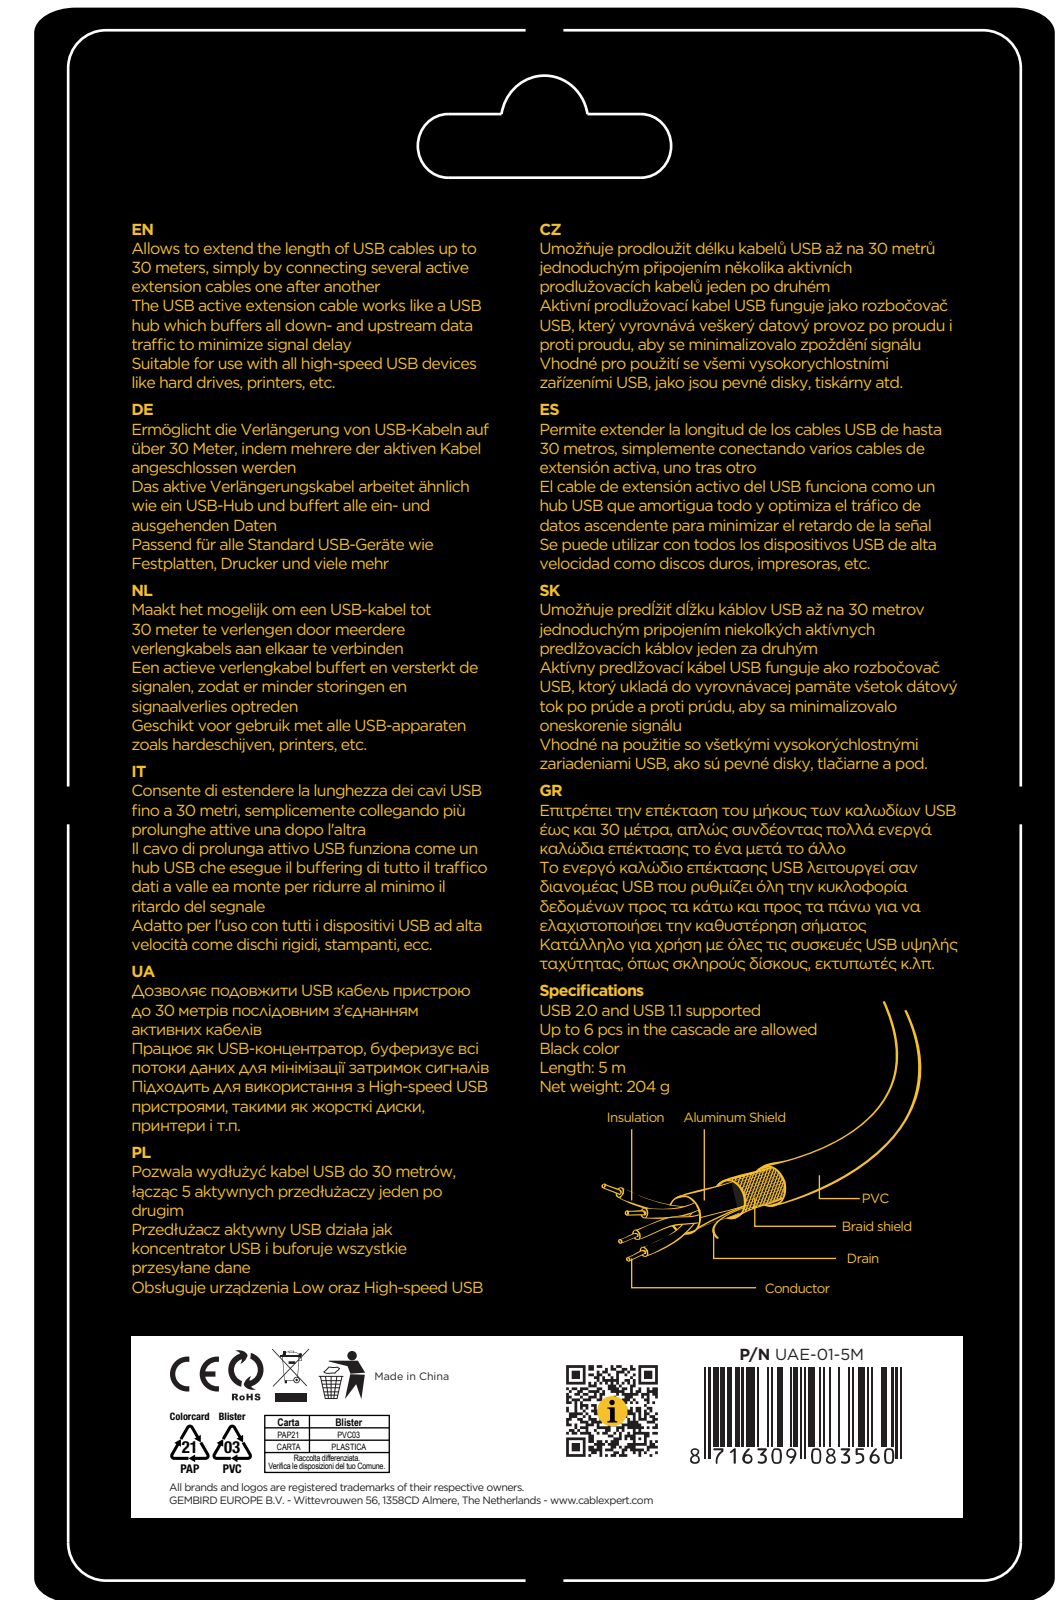 EN
Allows to extend the length of USB cables up to
30 meters, simply by connecting several active
extension cables one after another
The USB active extension cable works like a USB
hub which buffers all down- and upstream data
traffic to minimize signal delay
Suitable for use with all high-speed USB devices
like hard drives, printers, etc.
DE
Ermöglicht die Verlängerung von USB-Kabeln auf
über 30 Meter, indem mehrere der aktiven Kabel
angeschlossen werden
Das aktive Verlängerungskabel arbeitet ähnlich
wie ein USB-Hub und buffert alle ein- und
ausgehenden Daten
Passend für alle Standard USB-Geräte wie
Festplatten, Drucker und viele mehr
NL
Maakt het mogelijk om een USB-kabel tot
30 meter te verlengen door meerdere
verlengkabels aan elkaar te verbinden
Een actieve verlengkabel buffert en versterkt de
signalen, zodat er minder storingen en
signaalverlies optreden
Geschikt voor gebruik met alle USB-apparaten
zoals hardeschijven, printers, etc.
IT
Consente di estendere la lunghezza dei cavi USB
fino a 30 metri, semplicemente collegando più
prolunghe attive una dopo l'altra
Il cavo di prolunga attivo USB funziona come un
hub USB che esegue il buffering di tutto il traffico
dati a valle ea monte per ridurre al minimo il
ritardo del segnale
Adatto per l'uso con tutti i dispositivi USB ad alta
velocità come dischi rigidi, stampanti, ecc.
UA
Дозволяє подовжити USB кабель пристрою
до 30 метрів послідовним з'єднанням
активних кабелів
Працює як USB-концентратор, буферизує всі
потоки даних для мінімізації затримок сигналів
Підходить для використання з High-speed USB
пристроями, такими як жорсткі диски,
принтери і т.п.
PL
Pozwala wydłużyć kabel USB do 30 metrów,
łącząc 5 aktywnych przedłużaczy jeden po
drugim
Przedłużacz aktywny USB działa jak
koncentrator USB i buforuje wszystkie
przesyłane dane
Obsługuje urządzenia Low oraz High-speed USB
CZ
Umožňuje prodloužit délku kabelů USB až na 30 metrů
jednoduchým připojením několika aktivních
prodlužovacích kabelů jeden po druhém
Aktivní prodlužovací kabel USB funguje jako rozbočovač
USB, který vyrovnává veškerý datový provoz po proudu i
proti proudu, aby se minimalizovalo zpoždění signálu
Vhodné pro použití se všemi vysokorychlostními
zařízeními USB, jako jsou pevné disky, tiskárny atd.
ES
Permite extender la longitud de los cables USB de hasta
30 metros, simplemente conectando varios cables de
extensión activa, uno tras otro
El cable de extensión activo del USB funciona como un
hub USB que amortigua todo y optimiza el tráfico de
datos ascendente para minimizar el retardo de la señal
Se puede utilizar con todos los dispositivos USB de alta
velocidad como discos duros, impresoras, etc.
SK
Umožňuje predĺžiť dĺžku káblov USB až na 30 metrov
jednoduchým pripojením niekoľkých aktívnych
predlžovacích káblov jeden za druhým
Aktívny predlžovací kábel USB funguje ako rozbočovač
USB, ktorý ukladá do vyrovnávacej pamäte všetok dátový
tok po prúde a proti prúdu, aby sa minimalizovalo
oneskorenie signálu
Vhodné na použitie so všetkými vysokorýchlostnými
zariadeniami USB, ako sú pevné disky, tlačiarne a pod.
GR
Επιτρέπει την επέκταση του μήκους των καλωδίων USB
έως και 30 μέτρα, απλώς συνδέοντας πολλά ενεργά
καλώδια επέκτασης το ένα μετά το άλλο
Το ενεργό καλώδιο επέκτασης USB λειτουργεί σαν
διανομέας USB που ρυθμίζει όλη την κυκλοφορία
δεδομένων προς τα κάτω και προς τα πάνω για να
ελαχιστοποιήσει την καθυστέρηση σήματος
Κατάλληλο για χρήση με όλες τις συσκευές USB υψηλής
ταχύτητας, όπως σκληρούς δίσκους, εκτυπωτές κ.λπ.
Specifications
USB 2.0 and USB 1.1 supported
Up to 6 pcs in the cascade are allowed
Black color
Length: 5 m
Net weight: 204 g
Insulation Aluminum Shield
PVC
Braid shield
Drain
Conductor
CE RoHS
Made in China
Colorcard Blister
21 03
PAP PVC
Carta Blister
PAP21 PVC03
CARTA PLASTICA
Raccolta differenziata.
Verifica le disposizioni del tuo Comune.
All brands and logos are registered trademarks of their respective owners.
GEMBIRD EUROPE B.V. - Wittevrouwen 56, 1358CD Almere, The Netherlands - www.cablexpert.com
i
P/N UAE-01-5M
8 716309 083560